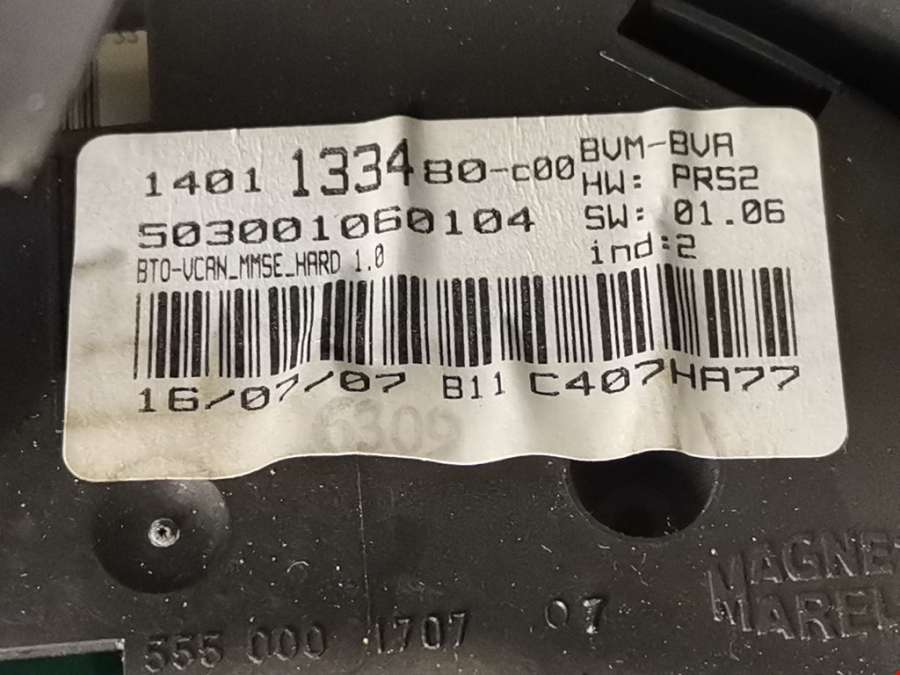 33
1401 133480-c00
BVM-BVA
HW: PRS2
503001060104
SW: 01.06
BTO-VCAN_MMSE_HARD 1.0
ind:2
16/07/07 B11 C407HA77
6309
MAGNE
MAREL
555 000 1707 07